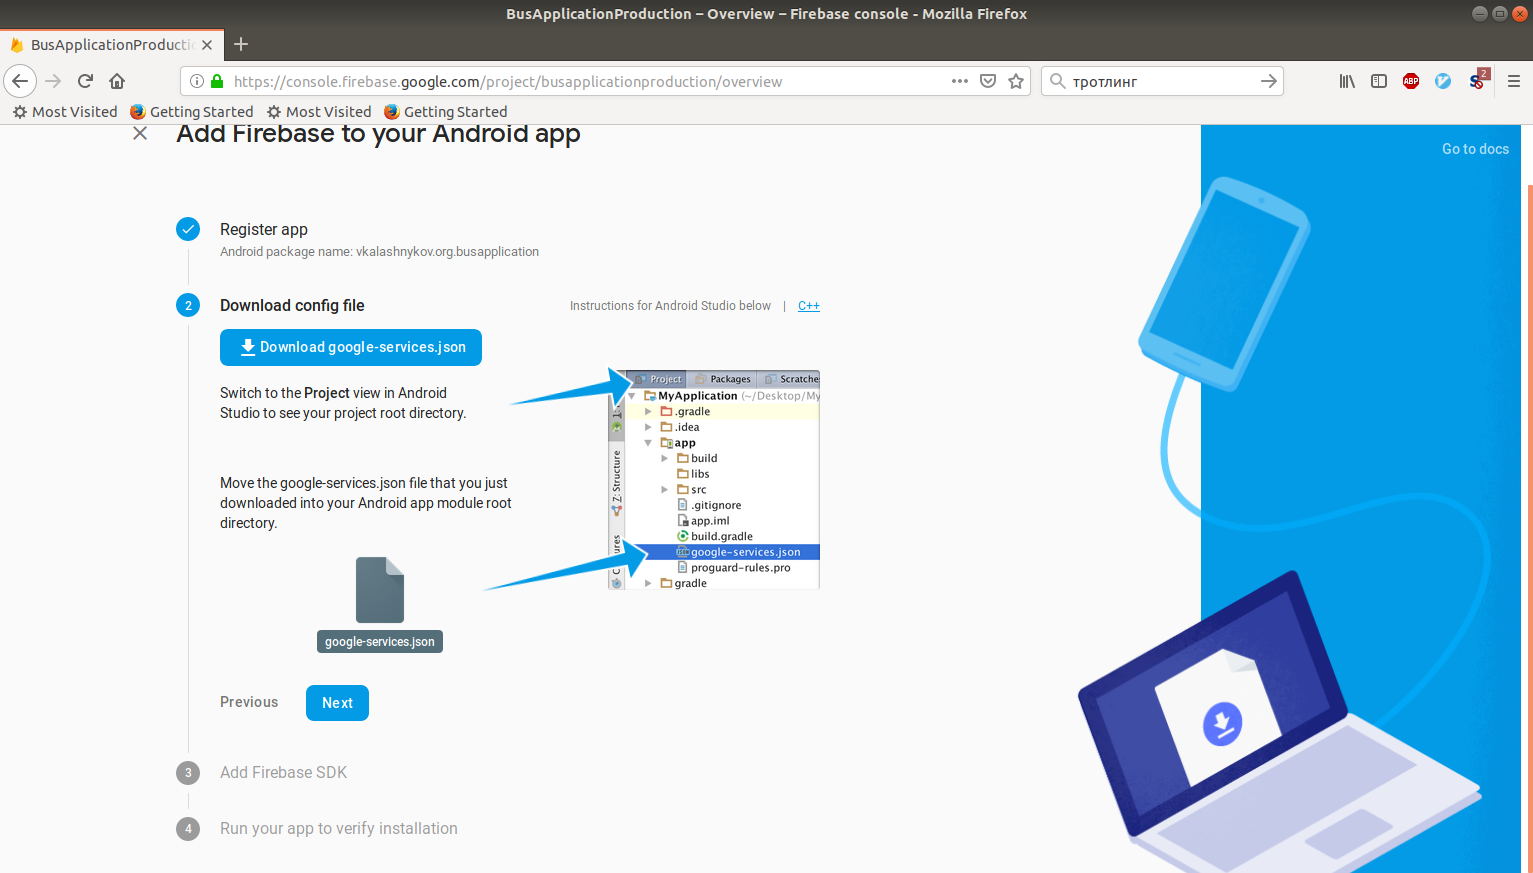 BusApplicationProduction – Overview – Firebase console - Mozilla Firefox
BusApplicationProducti
https://console.firebase.google.com/project/busapplicationproduction/overview
тротлинг
ABP
2
Most Visited
Getting Started
Most Visited
Getting Started
Add Firebase to your Android app
Go to docs
Register app
Android package name: vkalashnykov.org.busapplication
2
Download config file
Instructions for Android Studio below | C++
Download google-services.json
Switch to the Project view in Android
Studio to see your project root directory.
Project
Packages
Scratches
MyApplication (~/Desktop/My
.gradle
.idea
app
build
libs
src
.gitignore
app.iml
build.gradle
google-services.json
proguard-rules.pro
gradle
Z: Structure
Move the google-services.json file that you just
downloaded into your Android app module root
directory.
google-services.json
Previous
Next
3
Add Firebase SDK
4
Run your app to verify installation